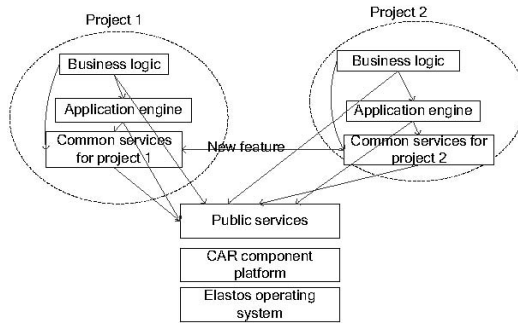 Project 1
Project 2
Business logic
Application engine
Common services
for project 1
Business logic
Application engine
Common services for
project 2
New feature
Public services
CAR component
platform
Elastos operating
system